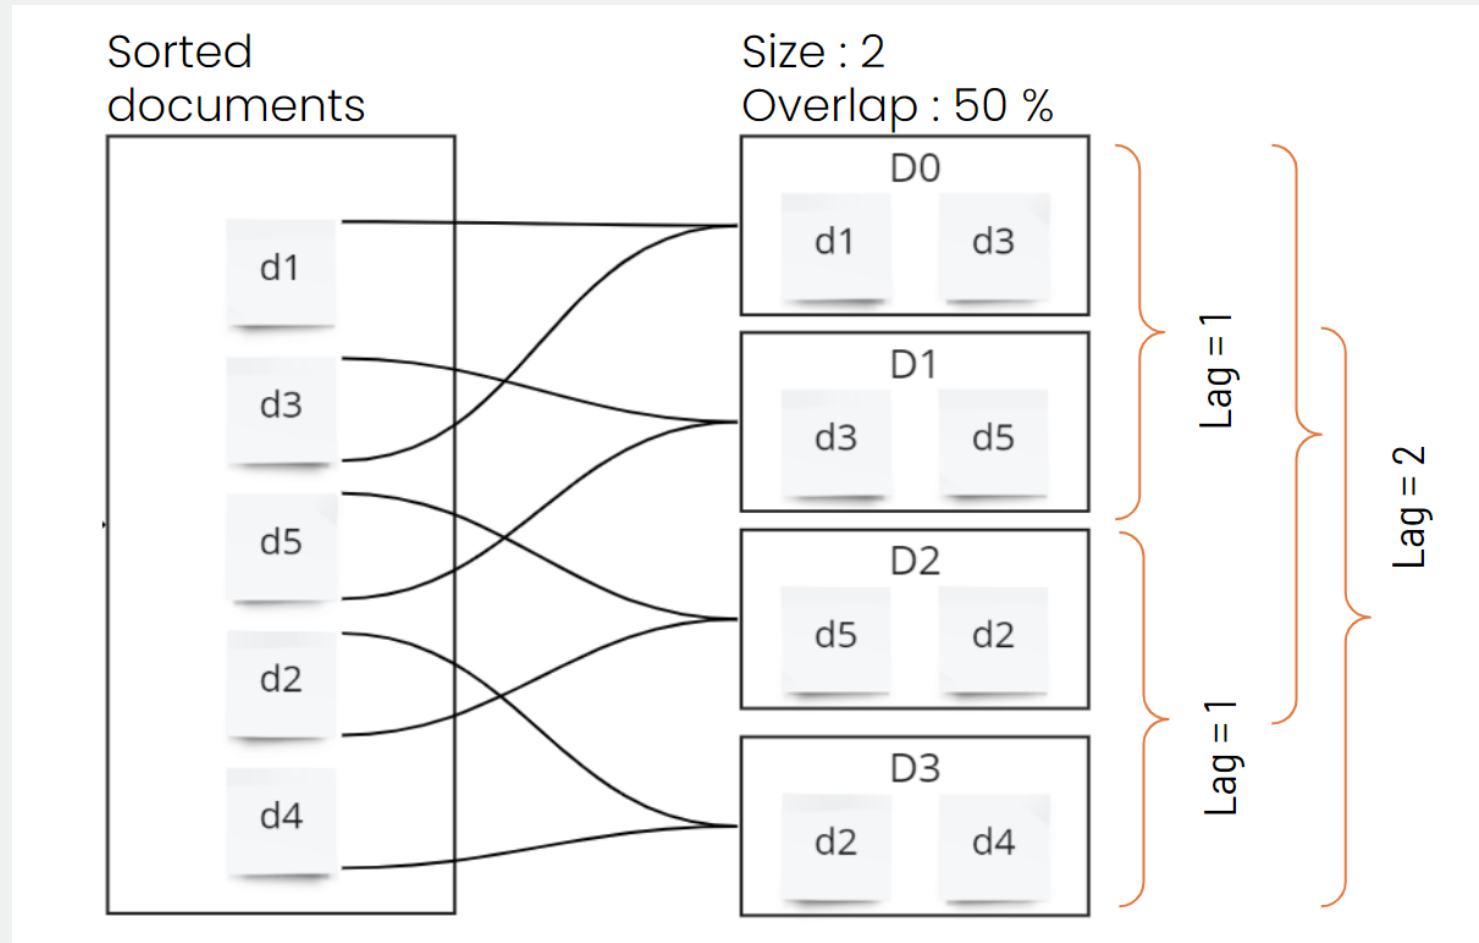 Sorted
documents
d1
d3
d5
d2
d4
Size : 2
Overlap : 50 %
D0
d1 d3
D1
d3 d5
D2
d5 d2
D3
d2 d4
Lag = 1
Lag = 1
Lag = 2